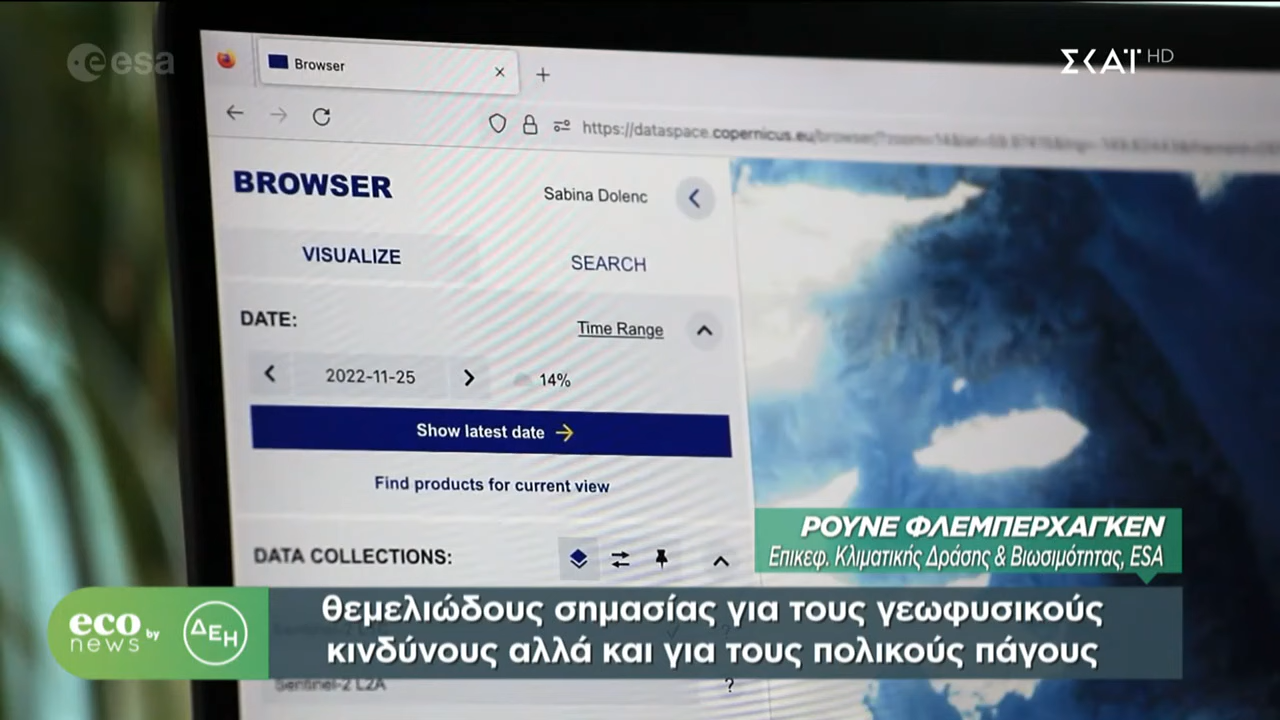 esa
ΣΚΑΪ HD
Browser
https://dataspace.copernicus.eu/browser/
BROWSER
Sabina Dolenc
VISUALIZE
SEARCH
DATE:
Time Range
2022-11-25
14%
Show latest date
Find products for current view
DATA COLLECTIONS:
ΡΟΥΝΕ ΦΛΕΜΠΕΡΧΑΓΚΕΝ
Επικεφ. Κλιματικής Δράσης & Βιωσιμότητας, ESA
eco news by ΔΕΗ
θεμελιώδους σημασίας για τους γεωφυσικούς
κινδύνους αλλά και για τους πολικούς πάγους
Sentinel-2 L2A
?